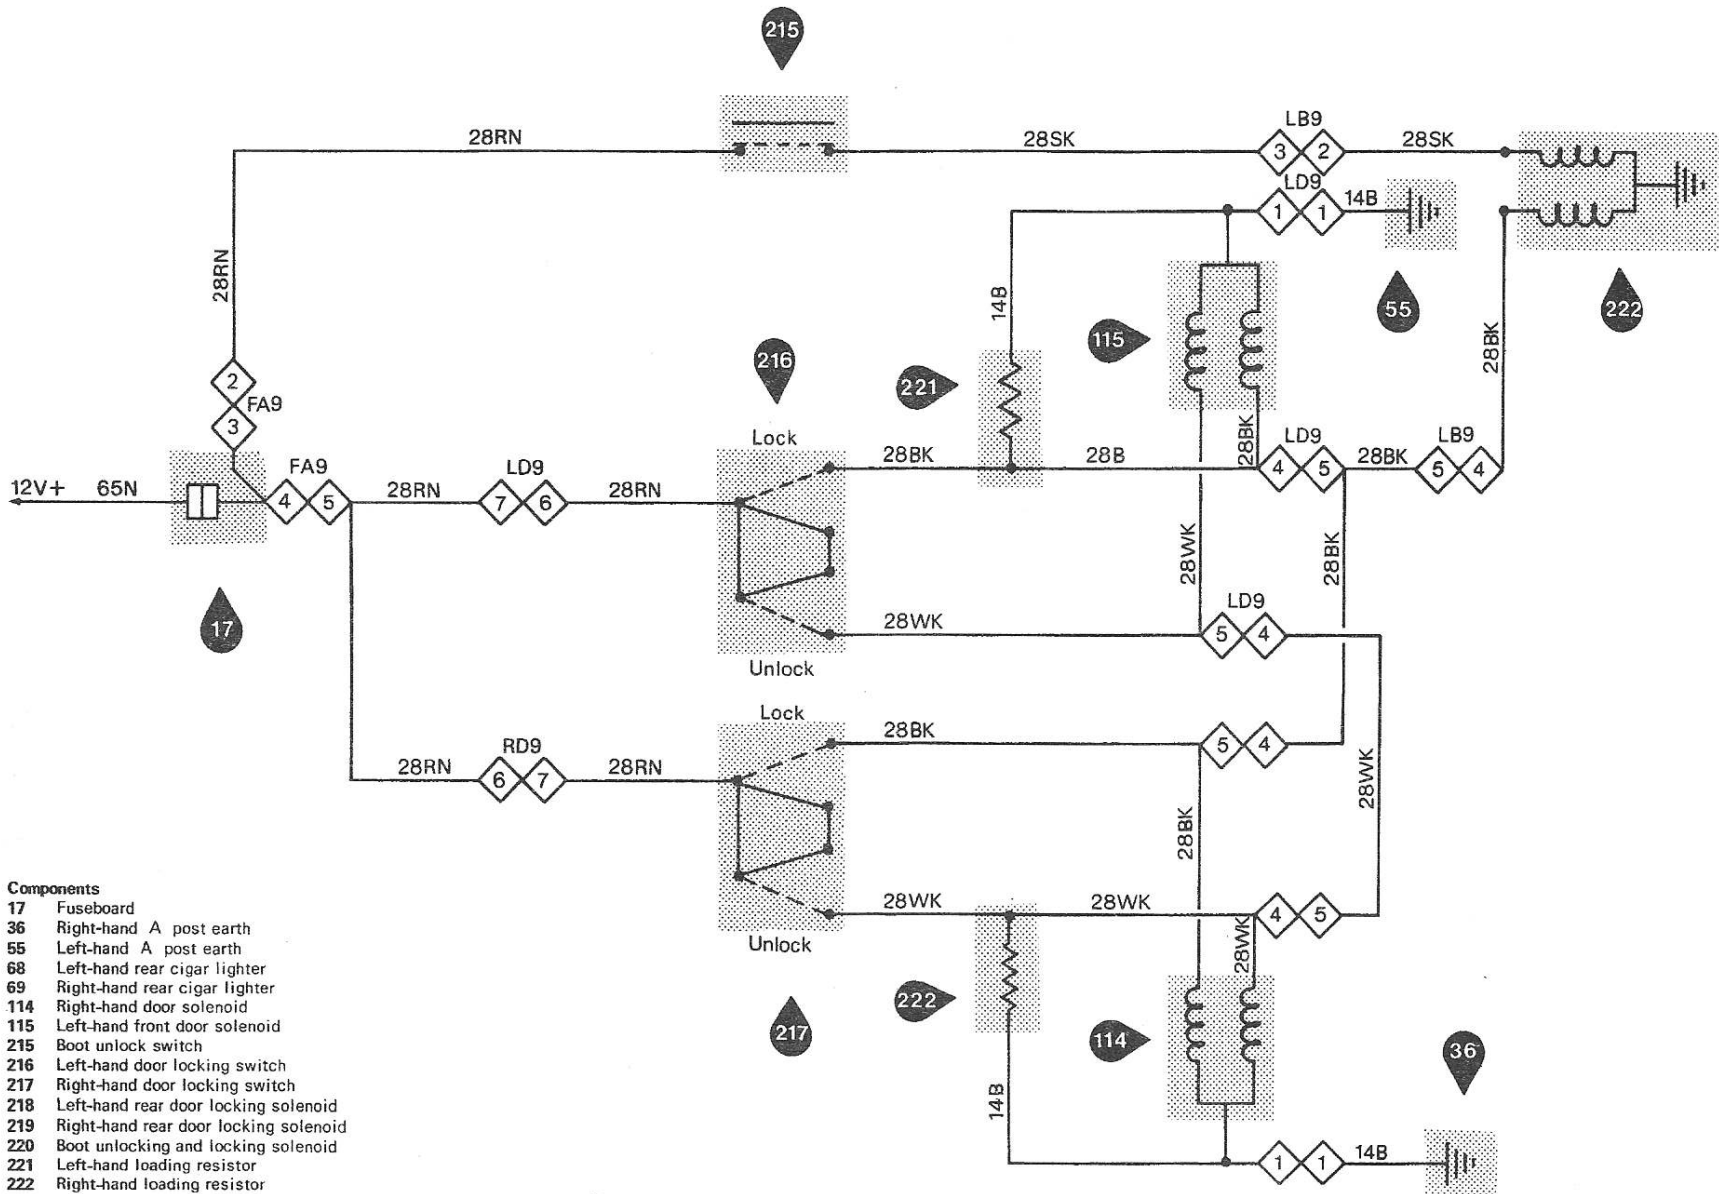 215
28RN
28SK
LB9
3 2
28SK
LD9
1 1
14B
28RN
14B
55
222
115
28BK
216
221
2
FA9
3
Lock
28BK
28B
28BK
LD9
4 5
28BK
LB9
5 4
12V+ 65N
FA9
4 5
28RN
LD9
7 6
28RN
28WK
28BK
17
28WK
LD9
5 4
Unlock
Lock
28BK
5 4
28RN
RD9
6 7
28RN
28BK
28WK
28WK
28WK
4 5
Unlock
28WK
222
217
114
36
14B
1 1
14B
Components
17 Fuseboard
36 Right-hand A post earth
55 Left-hand A post earth
68 Left-hand rear cigar lighter
69 Right-hand rear cigar lighter
114 Right-hand door solenoid
115 Left-hand front door solenoid
215 Boot unlock switch
216 Left-hand door locking switch
217 Right-hand door locking switch
218 Left-hand rear door locking solenoid
219 Right-hand rear door locking solenoid
220 Boot unlocking and locking solenoid
221 Left-hand loading resistor
222 Right-hand loading resistor